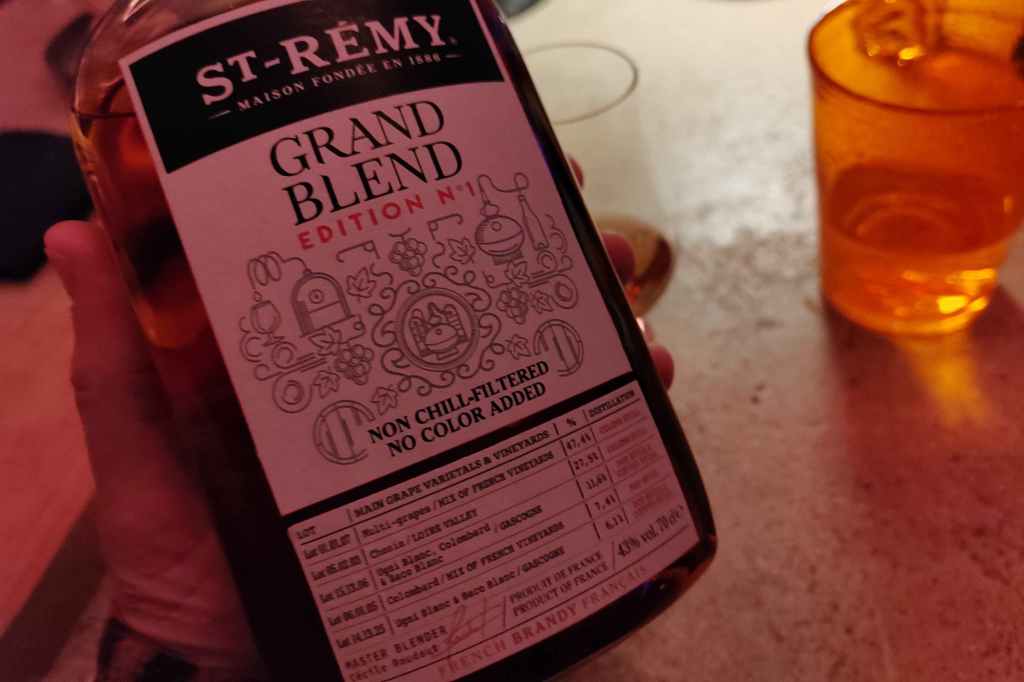 ST-RÉMY
MAISON FONDÉE EN 1886
GRAND
BLEND
EDITION N°1
NON CHILL-FILTERED
NO COLOR ADDED
LOT MAIN GRAPE VARIETALS & VINEYARDS % DISTILLATION
Multi-grapes/MIX OF FRENCH VINEYARDS 47,4%
Chenin/LOIRE VALLEY 27,5%
Ugni Blanc, Colombard/GASCOGNE
& Baco Blanc
Colombard/MIX OF FRENCH VINEYARDS 7,4%
Ugni Blanc & Baco Blanc/GASCOGNE 6,1%
MASTER BLENDER
Cécile Roudaut
PRODUIT DE FRANCE
PRODUCT OF FRANCE
43% vol. 70 cl e
FRENCH BRANDY FRANÇAIS